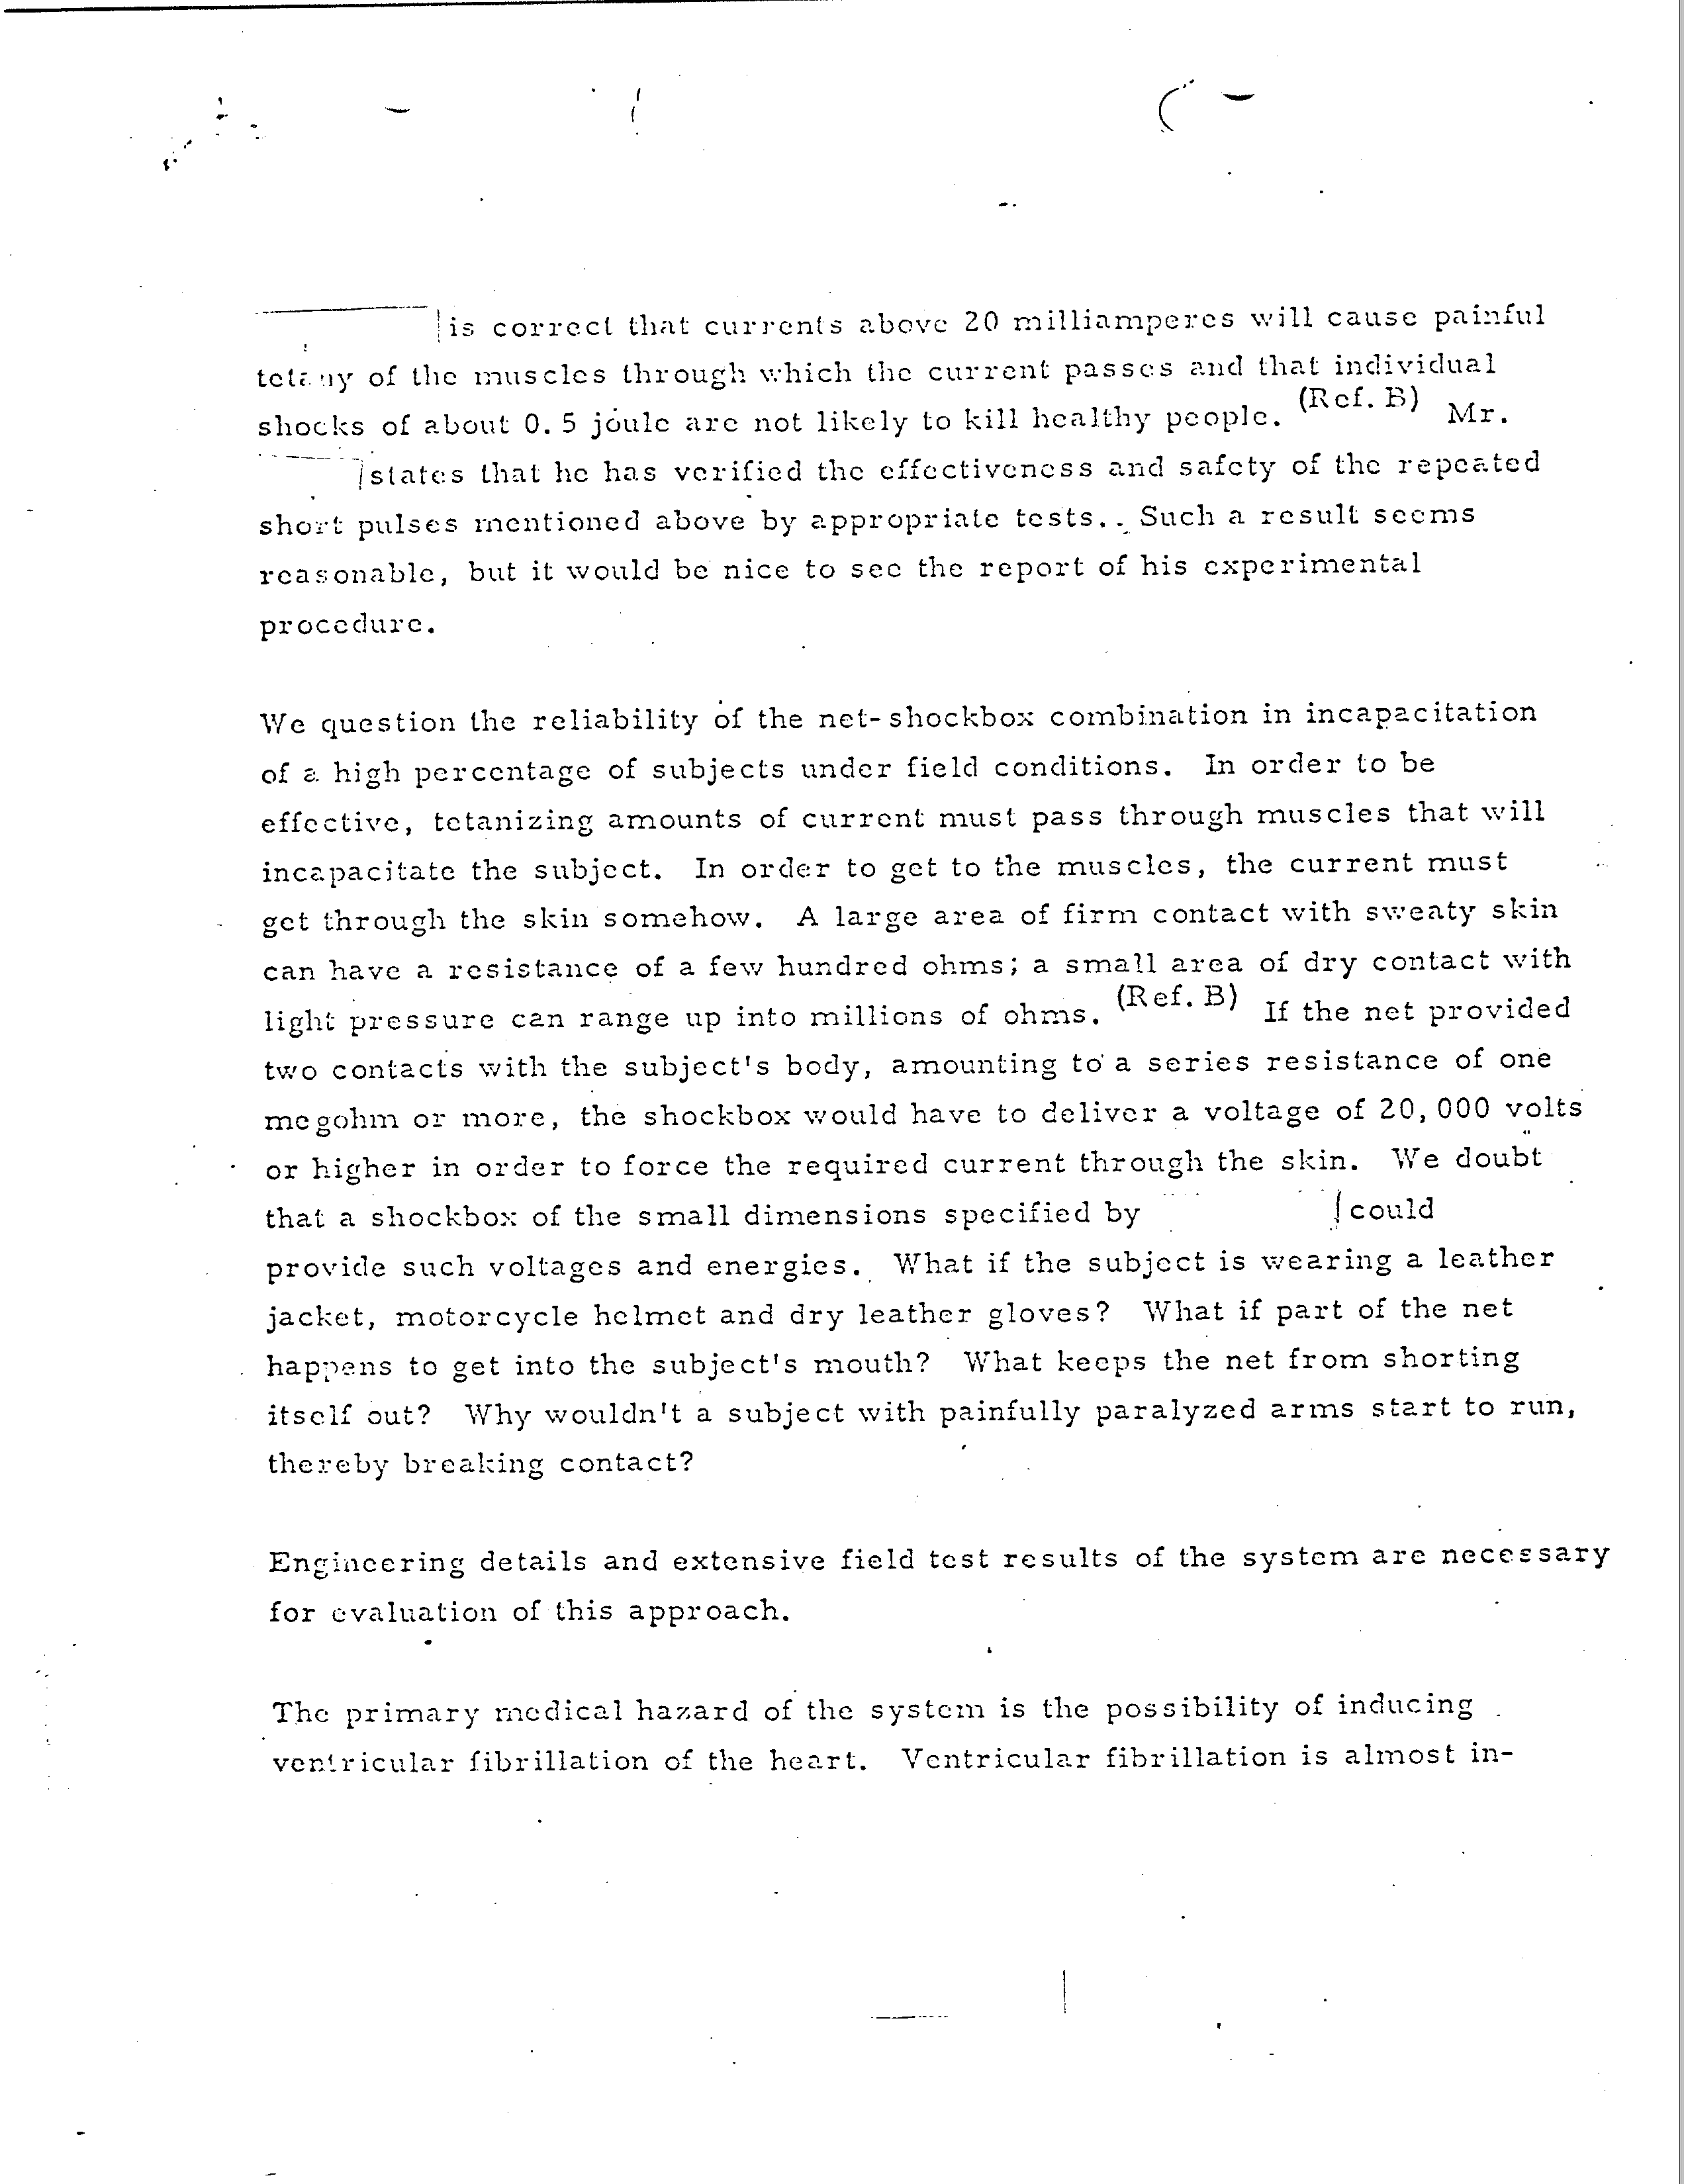 is correct that currents above 20 milliamperes will cause painful
tetany of the muscles through which the current passes and that individual
shocks of about 0.5 joule are not likely to kill healthy people. (Ref. B) Mr.
states that he has verified the effectiveness and safety of the repeated
short pulses mentioned above by appropriate tests.. Such a result seems
reasonable, but it would be nice to see the report of his experimental
procedure.
We question the reliability of the net-shockbox combination in incapacitation
of a high percentage of subjects under field conditions. In order to be
effective, tetanizing amounts of current must pass through muscles that will
incapacitate the subject. In order to get to the muscles, the current must
get through the skin somehow. A large area of firm contact with sweaty skin
can have a resistance of a few hundred ohms; a small area of dry contact with
light pressure can range up into millions of ohms. (Ref. B) If the net provided
two contacts with the subject's body, amounting to a series resistance of one
megohm or more, the shockbox would have to deliver a voltage of 20,000 volts
or higher in order to force the required current through the skin. We doubt
that a shockbox of the small dimensions specified by could
provide such voltages and energies. What if the subject is wearing a leather
jacket, motorcycle helmet and dry leather gloves? What if part of the net
happens to get into the subject's mouth? What keeps the net from shorting
itself out? Why wouldn't a subject with painfully paralyzed arms start to run,
thereby breaking contact?
Engineering details and extensive field test results of the system are necessary
for evaluation of this approach.
The primary medical hazard of the system is the possibility of inducing
ventricular fibrillation of the heart. Ventricular fibrillation is almost in-